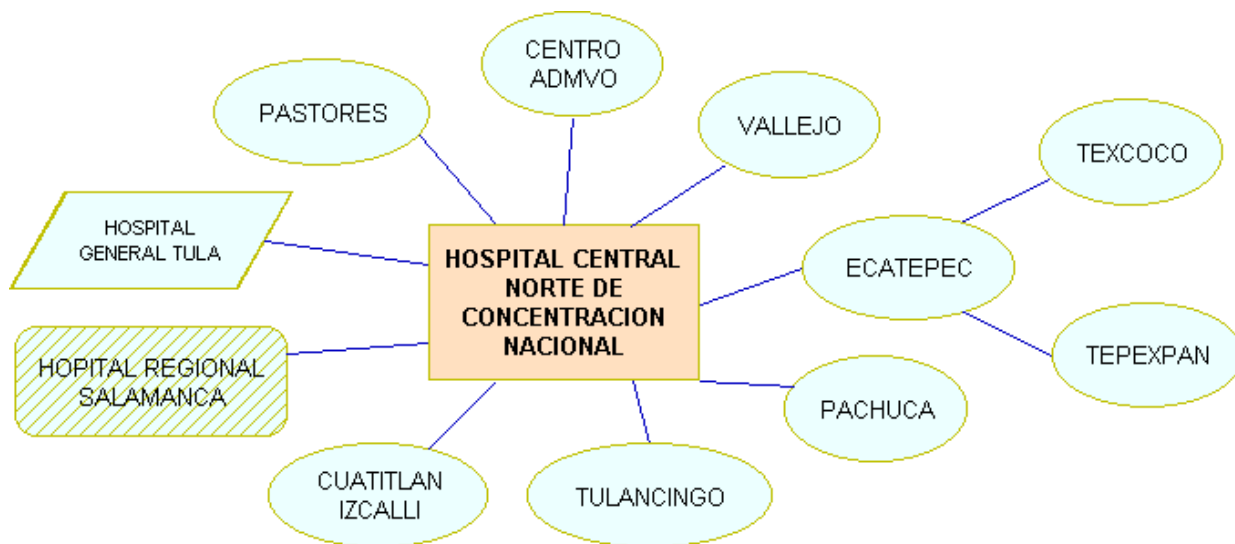 CENTRO
ADMVO
PASTORES
VALLEJO
TEXCOCO
HOSPITAL
GENERAL TULA
HOSPITAL CENTRAL
NORTE DE
CONCENTRACION
NACIONAL
ECATEPEC
HOPITAL REGIONAL
SALAMANCA
TEPEXPAN
PACHUCA
CUATITLAN
IZCALLI
TULANCINGO